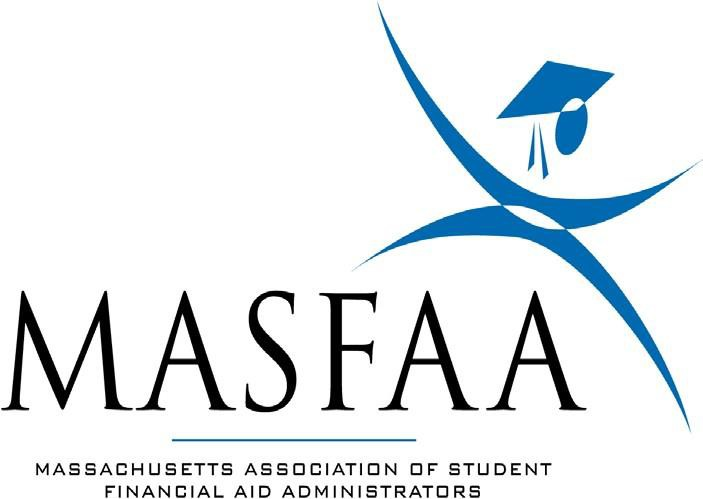 MASFAA
MASSACHUSETTS ASSOCIATION OF STUDENT
FINANCIAL AID ADMINISTRATORS